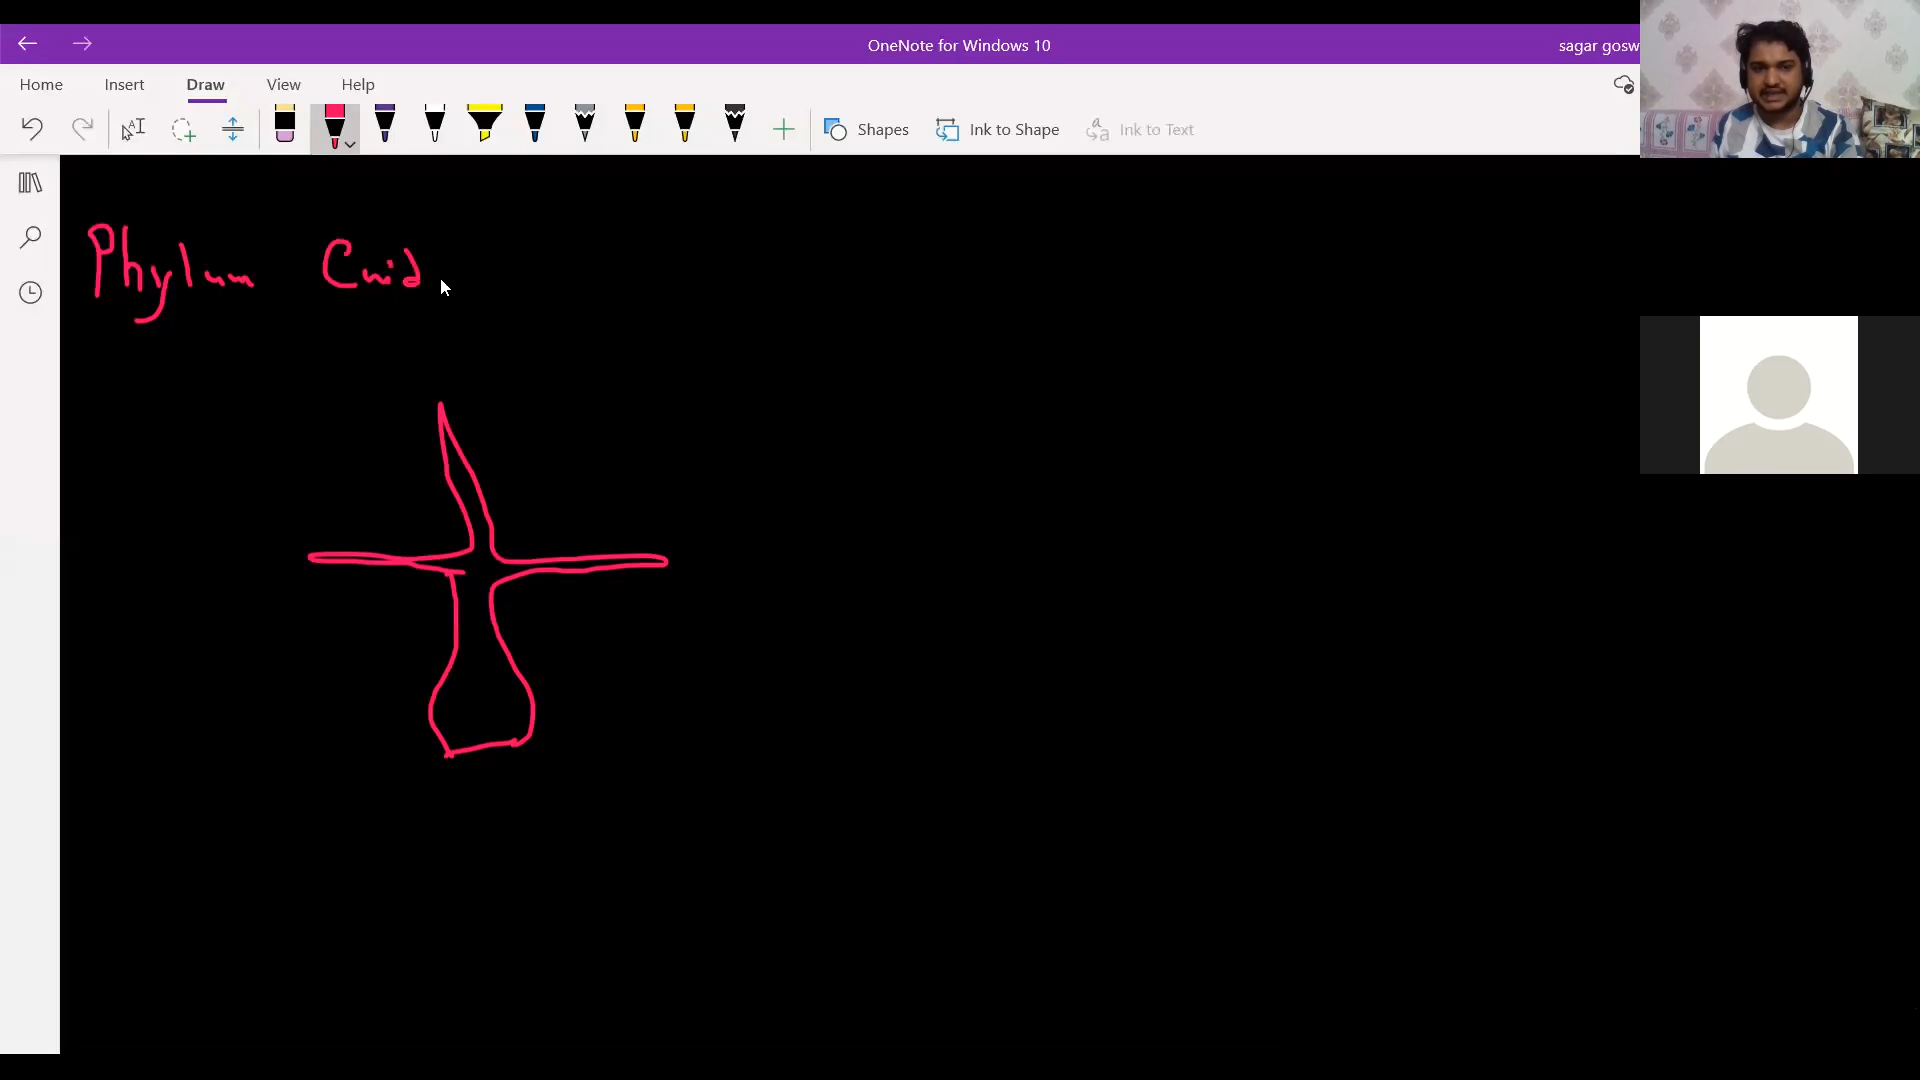 OneNote for Windows 10
sagar gosw
Home Insert Draw View Help
Shapes Ink to Shape Ink to Text
Phylum Cnid